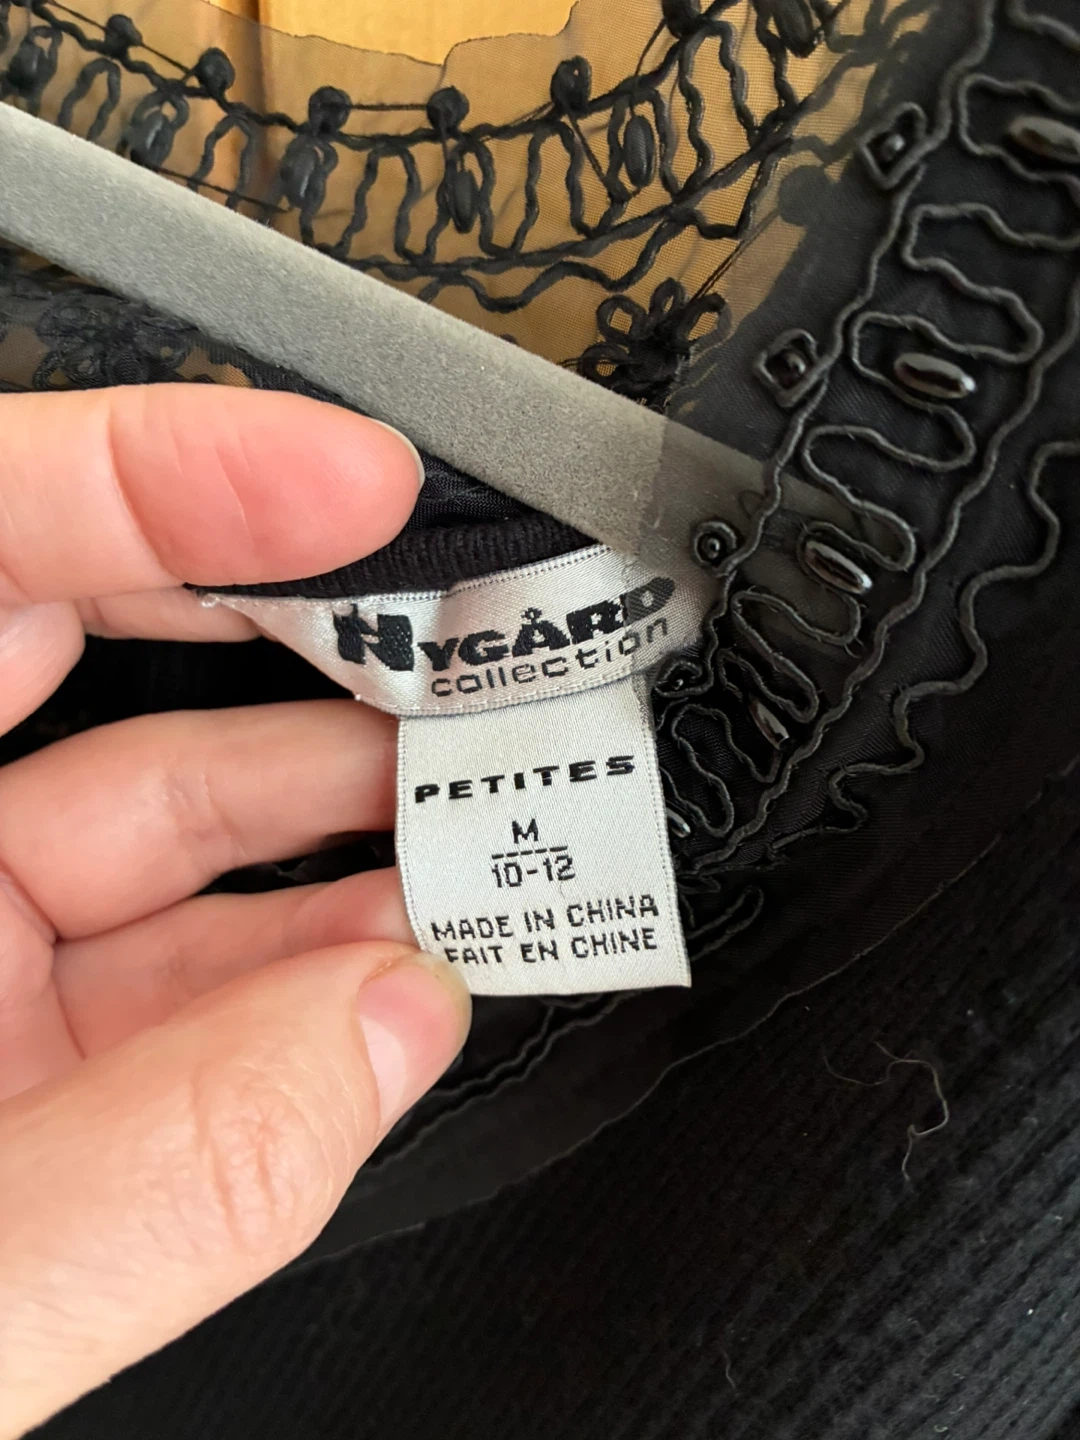 NYGÅRD
collection
PETITES
M
10-12
MADE IN CHINA
FAIT EN CHINE